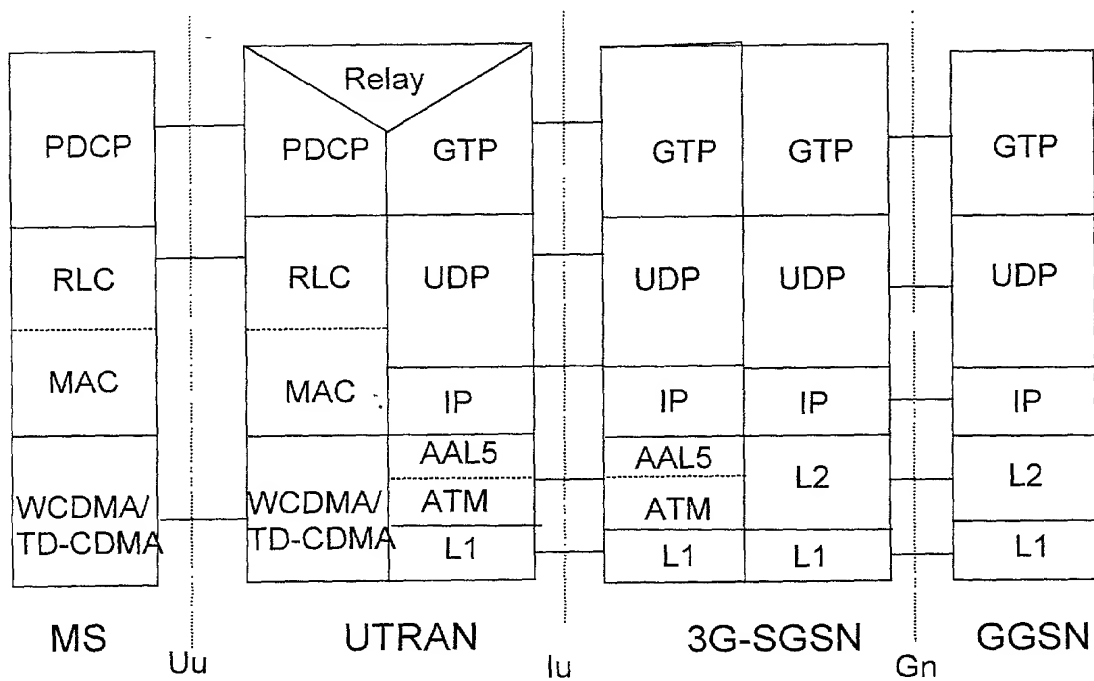 Relay
PDCP
PDCP
GTP
GTP
GTP
GTP
RLC
RLC
UDP
UDP
UDP
UDP
MAC
MAC
IP
IP
IP
IP
WCDMA/
TD-CDMA
WCDMA/
TD-CDMA
AAL5
ATM
L1
AAL5
ATM
L1
L2
L1
L2
L1
MS
Uu
UTRAN
Iu
3G-SGSN
Gn
GGSN